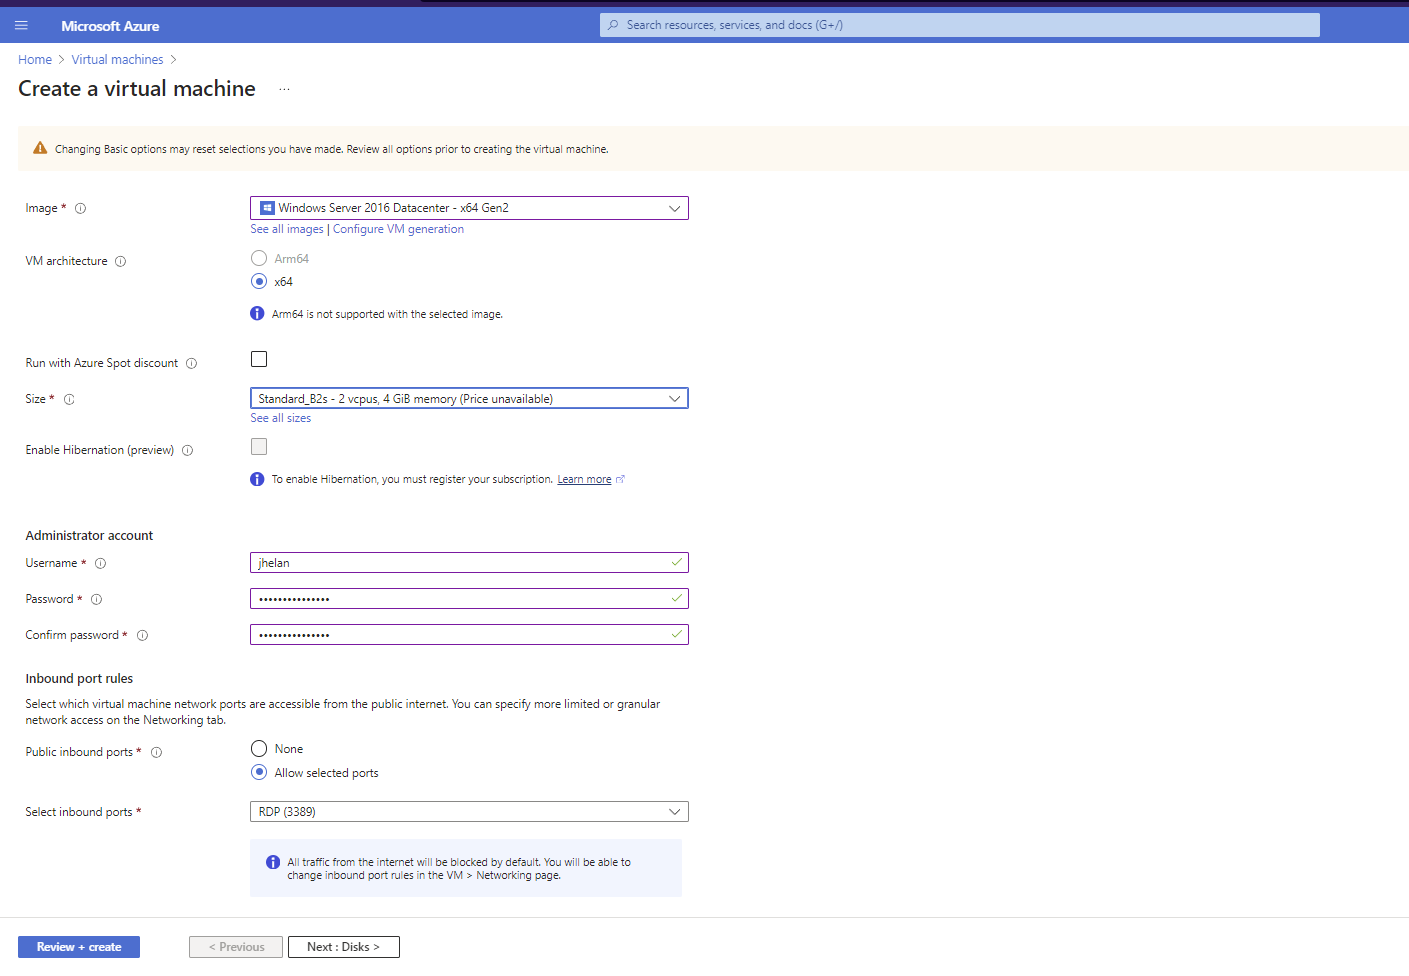 Microsoft Azure
Search resources, services, and docs (G+/)
Home > Virtual machines >
Create a virtual machine ...
Changing Basic options may reset selections you have made. Review all options prior to creating the virtual machine.
Image *
Windows Server 2016 Datacenter - x64 Gen2
See all images | Configure VM generation
VM architecture
Arm64
x64
Arm64 is not supported with the selected image.
Run with Azure Spot discount
Size *
Standard_B2s - 2 vcpus, 4 GiB memory (Price unavailable)
See all sizes
Enable Hibernation (preview)
To enable Hibernation, you must register your subscription. Learn more
Administrator account
Username *
jhelan
Password *
•••••••••••••••
Confirm password *
•••••••••••••••
Inbound port rules
Select which virtual machine network ports are accessible from the public internet. You can specify more limited or granular
network access on the Networking tab.
Public inbound ports *
None
Allow selected ports
Select inbound ports *
RDP (3389)
All traffic from the internet will be blocked by default. You will be able to
change inbound port rules in the VM > Networking page.
Review + create
< Previous
Next : Disks >